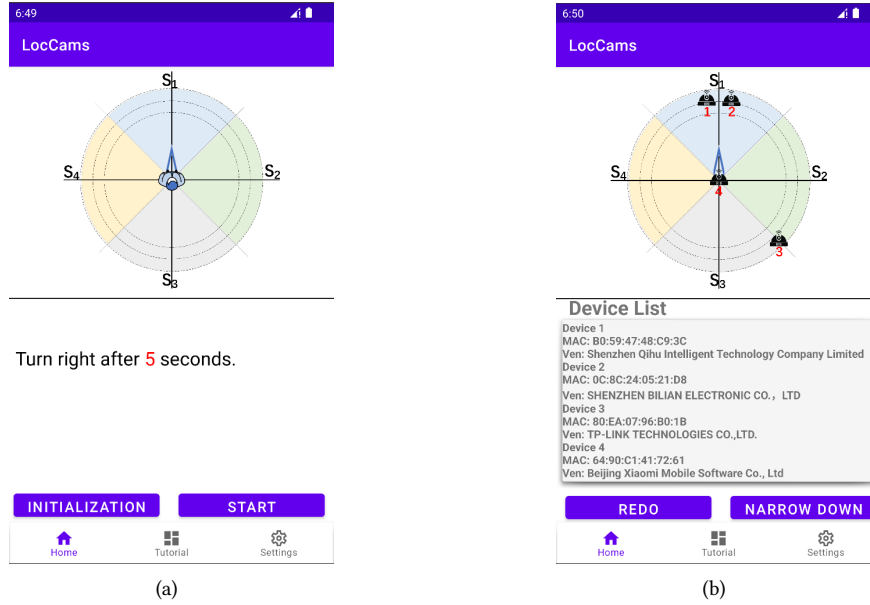 6:49
LocCams
S1
S4
S2
S3
Turn right after 5 seconds.
INITIALIZATION
START
Home
Tutorial
Settings
(a)
6:50
LocCams
S1
1
2
S4
S2
4
3
S3
Device List
Device 1
MAC: B0:59:47:48:C9:3C
Ven: Shenzhen Qihu Intelligent Technology Company Limited
Device 2
MAC: 0C:8C:24:05:21:D8
Ven: SHENZHEN BILIAN ELECTRONIC CO.，LTD
Device 3
MAC: 80:EA:07:96:B0:1B
Ven: TP-LINK TECHNOLOGIES CO.,LTD.
Device 4
MAC: 64:90:C1:41:72:61
Ven: Beijing Xiaomi Mobile Software Co., Ltd
REDO
NARROW DOWN
Home
Tutorial
Settings
(b)